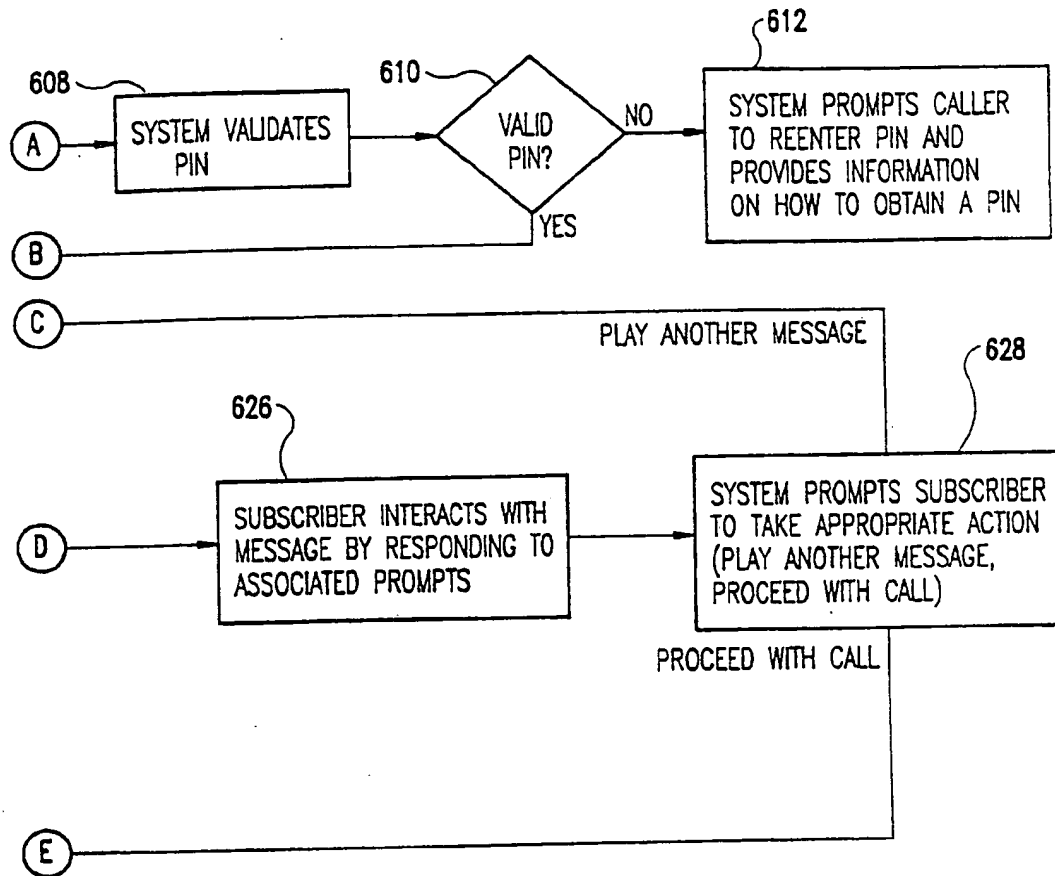 608
610
612
A
SYSTEM VALIDATES
PIN
VALID
PIN?
NO
SYSTEM PROMPTS CALLER
TO REENTER PIN AND
PROVIDES INFORMATION
ON HOW TO OBTAIN A PIN
YES
B
C
PLAY ANOTHER MESSAGE
628
626
D
SUBSCRIBER INTERACTS WITH
MESSAGE BY RESPONDING TO
ASSOCIATED PROMPTS
SYSTEM PROMPTS SUBSCRIBER
TO TAKE APPROPRIATE ACTION
(PLAY ANOTHER MESSAGE,
PROCEED WITH CALL)
PROCEED WITH CALL
E